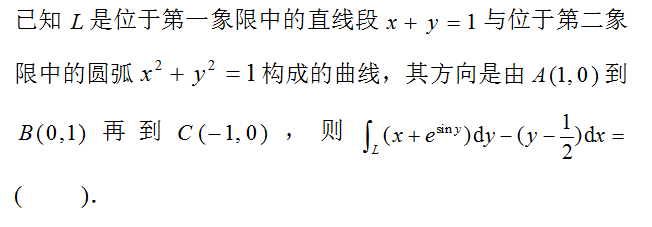 已知 L 是位于第一象限中的直线段 x + y = 1 与位于第二象
限中的圆弧 x² + y² = 1 构成的曲线，其方向是由 A(1,0) 到
B(0,1) 再到 C(−1,0) ，则 ∫_L (x + e^{sin y})dy − (y − 1/2)dx =
(    ).